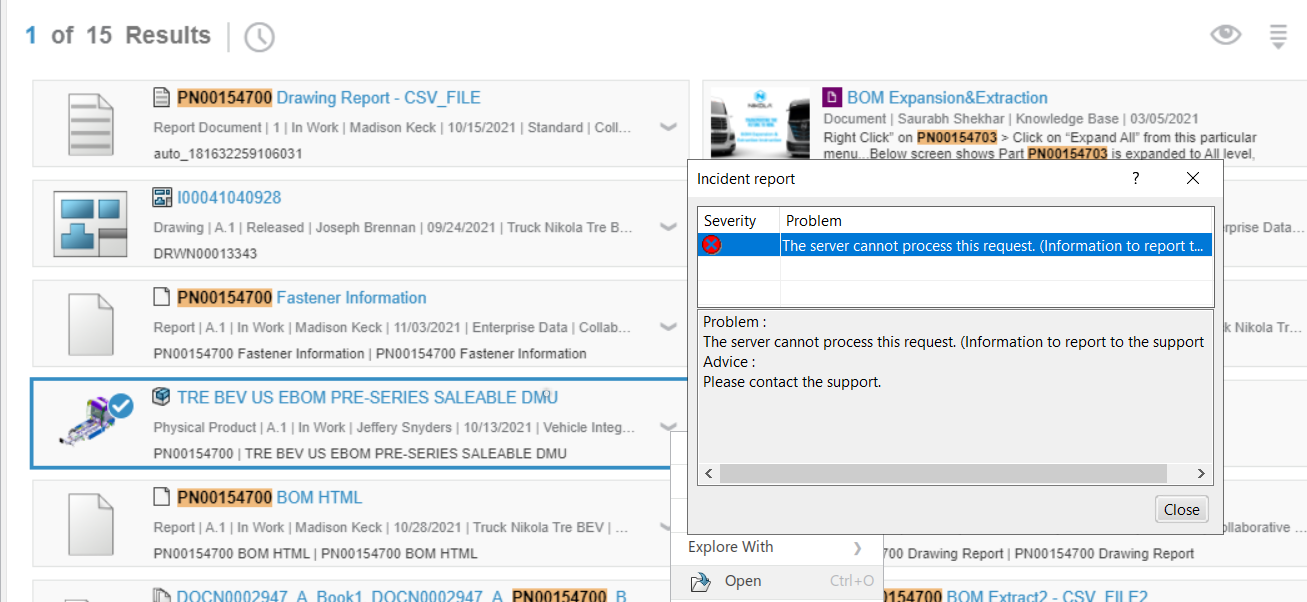 1 of 15 Results
PN00154700 Drawing Report - CSV_FILE
Report Document | 1 | In Work | Madison Keck | 10/15/2021 | Standard | Coll...
auto_181632259106031
NIKOLA
BOM Expansion&Extraction
Document | Saurabh Shekhar | Knowledge Base | 03/05/2021
Right Click" on PN00154703 > Click on "Expand All" from this particular
menu...Below screen shows Part PN00154703 is expanded to All level,
I00041040928
Drawing | A.1 | Released | Joseph Brennan | 09/24/2021 | Truck Nikola Tre B...
DRWN00013343
PN00154700 Fastener Information
Report | A.1 | In Work | Madison Keck | 11/03/2021 | Enterprise Data | Collab...
PN00154700 Fastener Information | PN00154700 Fastener Information
TRE BEV US EBOM PRE-SERIES SALEABLE DMU
Physical Product | A.1 | In Work | Jeffery Snyders | 10/13/2021 | Vehicle Integ...
PN00154700 | TRE BEV US EBOM PRE-SERIES SALEABLE DMU
PN00154700 BOM HTML
Report | A.1 | In Work | Madison Keck | 10/28/2021 | Truck Nikola Tre BEV | ...
PN00154700 BOM HTML | PN00154700 BOM HTML
DOCN0002947_A_Book1_DOCN0002947_A_PN00154700_B
Incident report
?
Severity
Problem
The server cannot process this request. (Information to report t...
Problem :
The server cannot process this request. (Information to report to the support
Advice :
Please contact the support.
Close
rprise Data...
k Nikola Tr...
ollaborative ...
700 Drawing Report | PN00154700 Drawing Report
Explore With
Open Ctrl+O
0154700 BOM Extract2 - CSV_FILE2